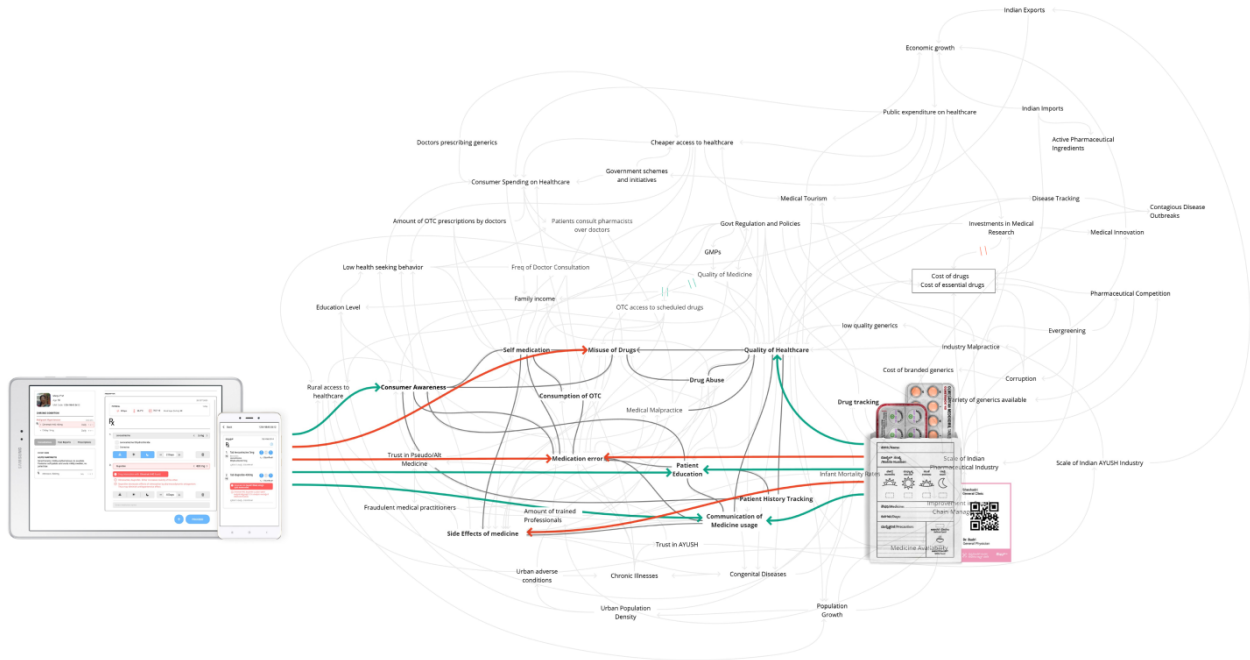 Indian Exports
Economic growth
Public expenditure on healthcare
Indian Imports
Doctors prescribing generics
Cheaper access to healthcare
Active Pharmaceutical
Ingredients
Government schemes
and initiatives
Consumer Spending on Healthcare
Medical Tourism
Disease Tracking
Contagious Disease
Outbreaks
Amount of OTC prescriptions by doctors
Patients consult pharmacists
over doctors
Govt Regulation and Policies
Investments in Medical
Research
Medical Innovation
GMPs
Low health seeking behavior
Freq of Doctor Consultation
Quality of Medicine
Cost of drugs
Cost of essential drugs
Pharmaceutical Competition
Family income
Education Level
OTC access to scheduled drugs
low quality generics
Evergreening
Self medication
Misuse of Drugs (
Quality of Healthcare
Industry Malpractice
Cost of branded generics
Corruption
Rural access to
healthcare
Consumer Awareness
Drug Abuse
Consumption of OTC
Drug tracking
Variety of generics available
Medical Malpractice
Trust in Pseudo/Alt
Medicine
Medication error
Patient
Education
Infant Mortality Rates
Scale of Indian
Pharmaceutical Industry
Scale of Indian AYUSH Industry
Patient History Tracking
Fraudulent medical practitioners
Amount of trained
Professionals
Communication of
Medicine usage
Improvement
Chain
Side Effects of medicine
Trust in AYUSH
Medicine Availability
Urban adverse
conditions
Chronic Illnesses
Congenital Diseases
Urban Population
Density
Population
Growth